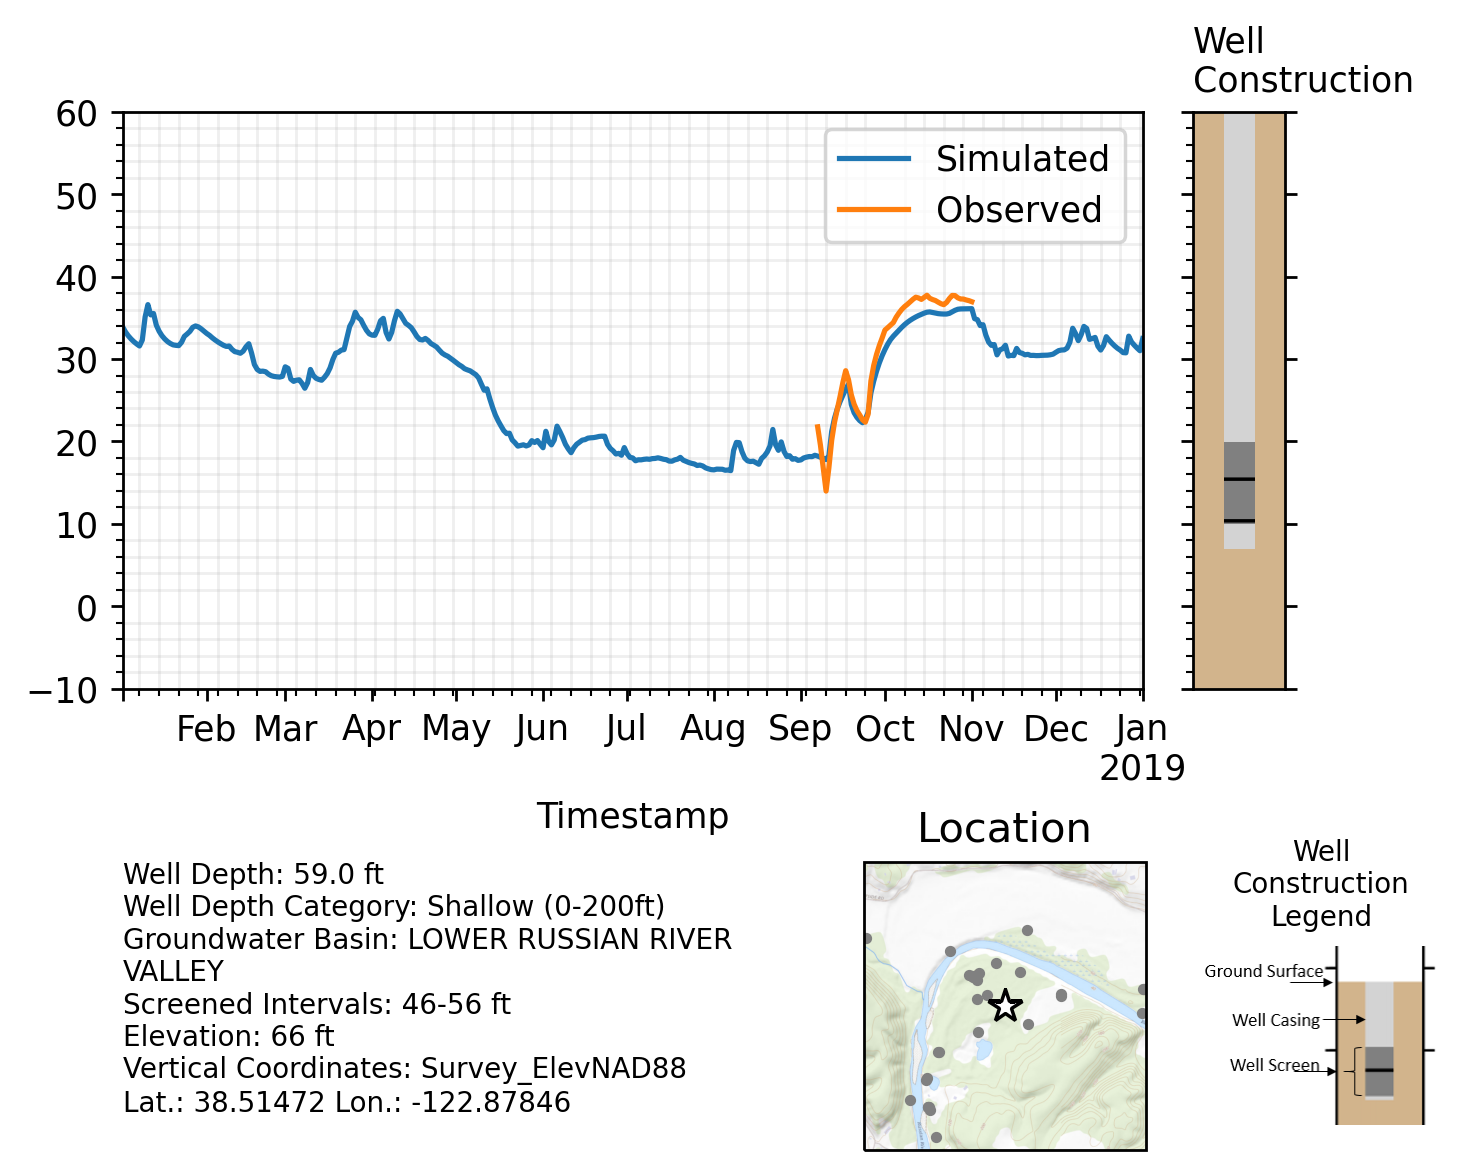 Well
Construction
60
50
40
30
20
10
0
−10
Simulated
Observed
Feb Mar Apr May Jun Jul Aug Sep Oct Nov Dec Jan
2019
Timestamp
Well Depth: 59.0 ft
Well Depth Category: Shallow (0-200ft)
Groundwater Basin: LOWER RUSSIAN RIVER
VALLEY
Screened Intervals: 46-56 ft
Elevation: 66 ft
Vertical Coordinates: Survey_ElevNAD88
Lat.: 38.51472 Lon.: -122.87846
Location
Well
Construction
Legend
Ground Surface
Well Casing
Well Screen